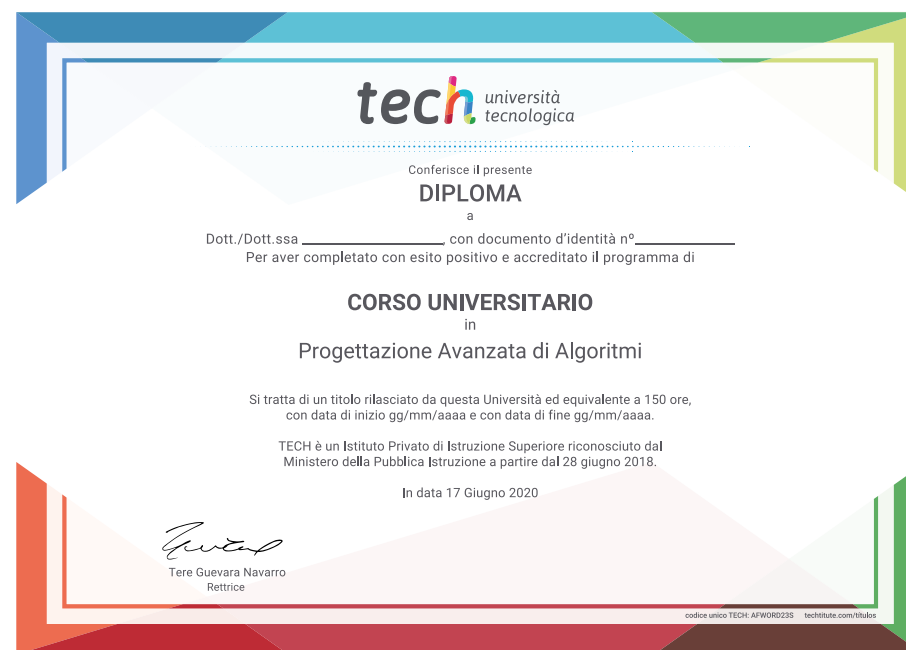 tech università
tecnologica
Conferisce il presente
DIPLOMA
a
Dott./Dott.ssa ____________________, con documento d'identità nº______________
Per aver completato con esito positivo e accreditato il programma di
CORSO UNIVERSITARIO
in
Progettazione Avanzata di Algoritmi
Si tratta di un titolo rilasciato da questa Università ed equivalente a 150 ore,
con data di inizio gg/mm/aaaa e con data di fine gg/mm/aaaa.
TECH è un Istituto Privato di Istruzione Superiore riconosciuto dal
Ministero della Pubblica Istruzione a partire dal 28 giugno 2018.
In data 17 Giugno 2020
Tere Guevara Navarro
Rettrice
codice unico TECH: AFWORD23S techtitute.com/títulos